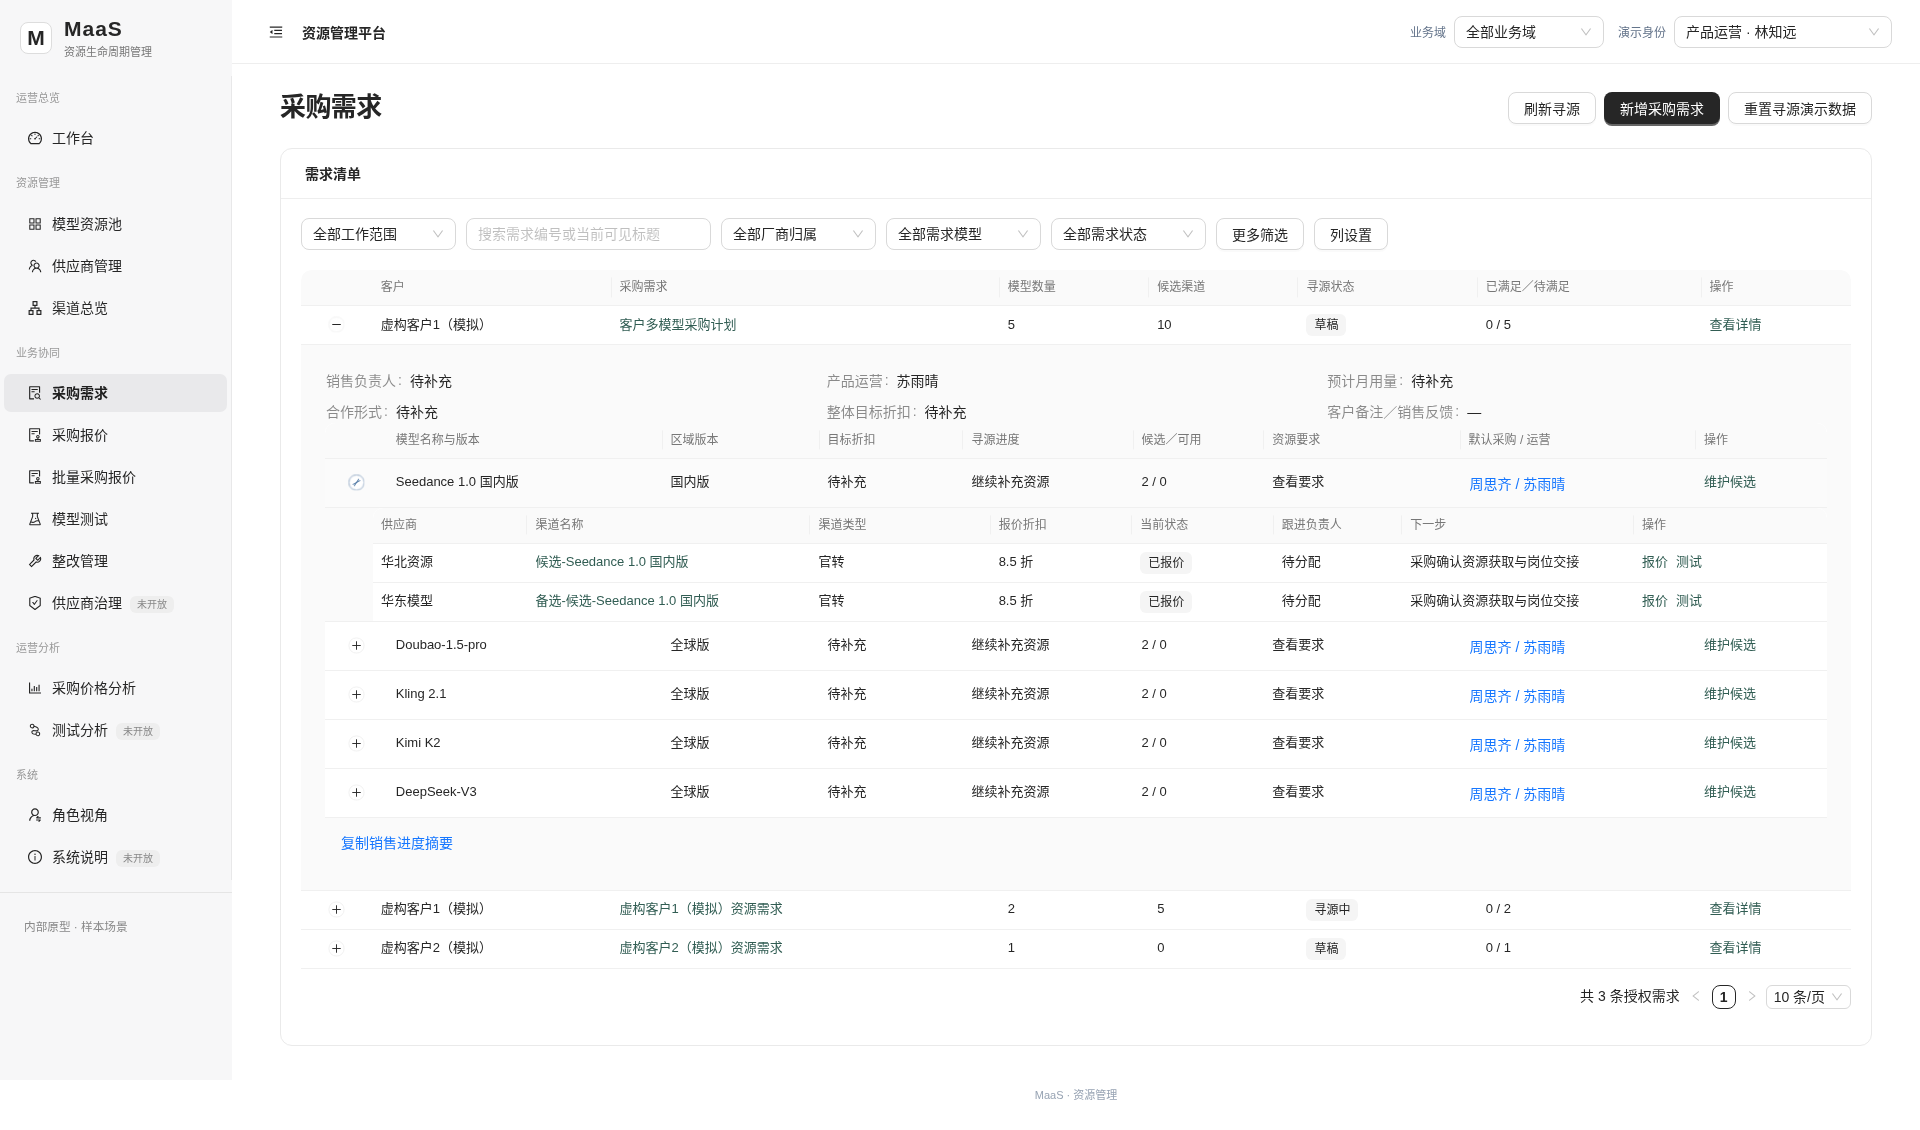 M
MaaS
资源生命周期管理
运营总览
工作台
资源管理
模型资源池
供应商管理
渠道总览
业务协同
采购需求
采购报价
批量采购报价
模型测试
整改管理
供应商治理 未开放
运营分析
采购价格分析
测试分析 未开放
系统
角色视角
系统说明 未开放
内部原型 · 样本场景
资源管理平台
业务域 全部业务域 演示身份 产品运营 · 林知远
采购需求
刷新寻源 新增采购需求 重置寻源演示数据
需求清单
全部工作范围 搜索需求编号或当前可见标题 全部厂商归属 全部需求模型 全部需求状态 更多筛选 列设置
客户 采购需求 模型数量 候选渠道 寻源状态 已满足／待满足 操作
虚构客户1（模拟） 客户多模型采购计划 5 10 草稿 0 / 5 查看详情
销售负责人: 待补充 产品运营: 苏雨晴 预计月用量: 待补充
合作形式: 待补充 整体目标折扣: 待补充 客户备注／销售反馈: —
模型名称与版本 区域版本 目标折扣 寻源进度 候选／可用 资源要求 默认采购 / 运营 操作
Seedance 1.0 国内版 国内版 待补充 继续补充资源 2 / 0 查看要求 周思齐 / 苏雨晴 维护候选
供应商 渠道名称 渠道类型 报价折扣 当前状态 跟进负责人 下一步 操作
华北资源 候选-Seedance 1.0 国内版 官转 8.5 折 已报价 待分配 采购确认资源获取与岗位交接 报价 测试
华东模型 备选-候选-Seedance 1.0 国内版 官转 8.5 折 已报价 待分配 采购确认资源获取与岗位交接 报价 测试
Doubao-1.5-pro 全球版 待补充 继续补充资源 2 / 0 查看要求 周思齐 / 苏雨晴 维护候选
Kling 2.1 全球版 待补充 继续补充资源 2 / 0 查看要求 周思齐 / 苏雨晴 维护候选
Kimi K2 全球版 待补充 继续补充资源 2 / 0 查看要求 周思齐 / 苏雨晴 维护候选
DeepSeek-V3 全球版 待补充 继续补充资源 2 / 0 查看要求 周思齐 / 苏雨晴 维护候选
复制销售进度摘要
虚构客户1（模拟） 虚构客户1（模拟）资源需求 2 5 寻源中 0 / 2 查看详情
虚构客户2（模拟） 虚构客户2（模拟）资源需求 1 0 草稿 0 / 1 查看详情
共 3 条授权需求 1 10 条/页
MaaS · 资源管理